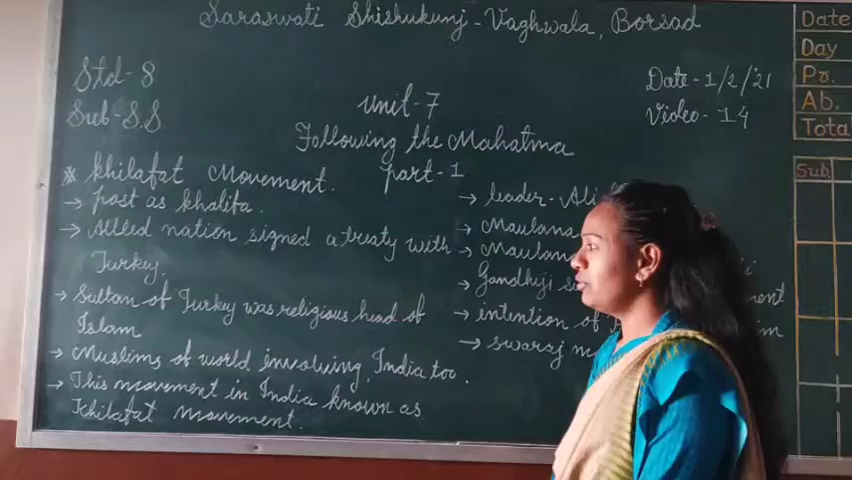 Saraswati Shishukunj - Vaghwala, Borsad
Std - 8
Sub - S.S
Date - 1/2/'21
Video - 14
Unit - 7
Following the Mahatma
part - 1
* Khilafat Movement.
→ post as khalifa.
→ Allied nation signed a treaty with
Turkey.
→ Sultan of Turkey was religious head of
Islam
→ Muslims of world involving India too.
→ This movement in India known as
Khilafat movement.
→ leader - Ali
→ Maulana
→ Maulana
→ Gandhiji
→ intention of
→ swaraj
Date
Day
Pr.
Ab.
Total
Sub